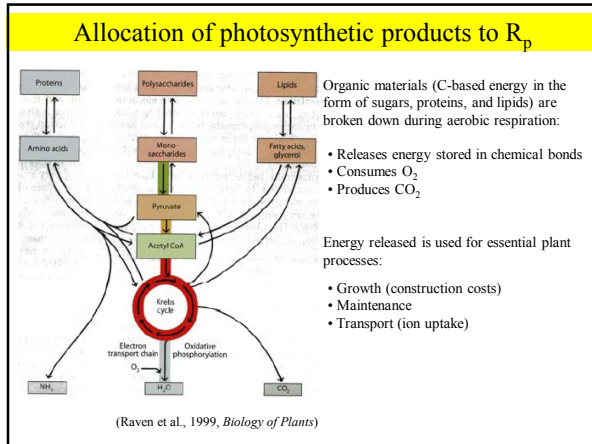 Allocation of photosynthetic products to Rp
Proteins
Polysaccharides
Lipids
Amino acids
Mono-
saccharides
Fatty acids,
glycerol
Pyruvate
Acetyl CoA
Krebs
cycle
Electron
transport chain
Oxidative
phosphorylation
O2
NH3
H2O
CO2
(Raven et al., 1999, Biology of Plants)
Organic materials (C-based energy in the
form of sugars, proteins, and lipids) are
broken down during aerobic respiration:
• Releases energy stored in chemical bonds
• Consumes O2
• Produces CO2
Energy released is used for essential plant
processes:
• Growth (construction costs)
• Maintenance
• Transport (ion uptake)